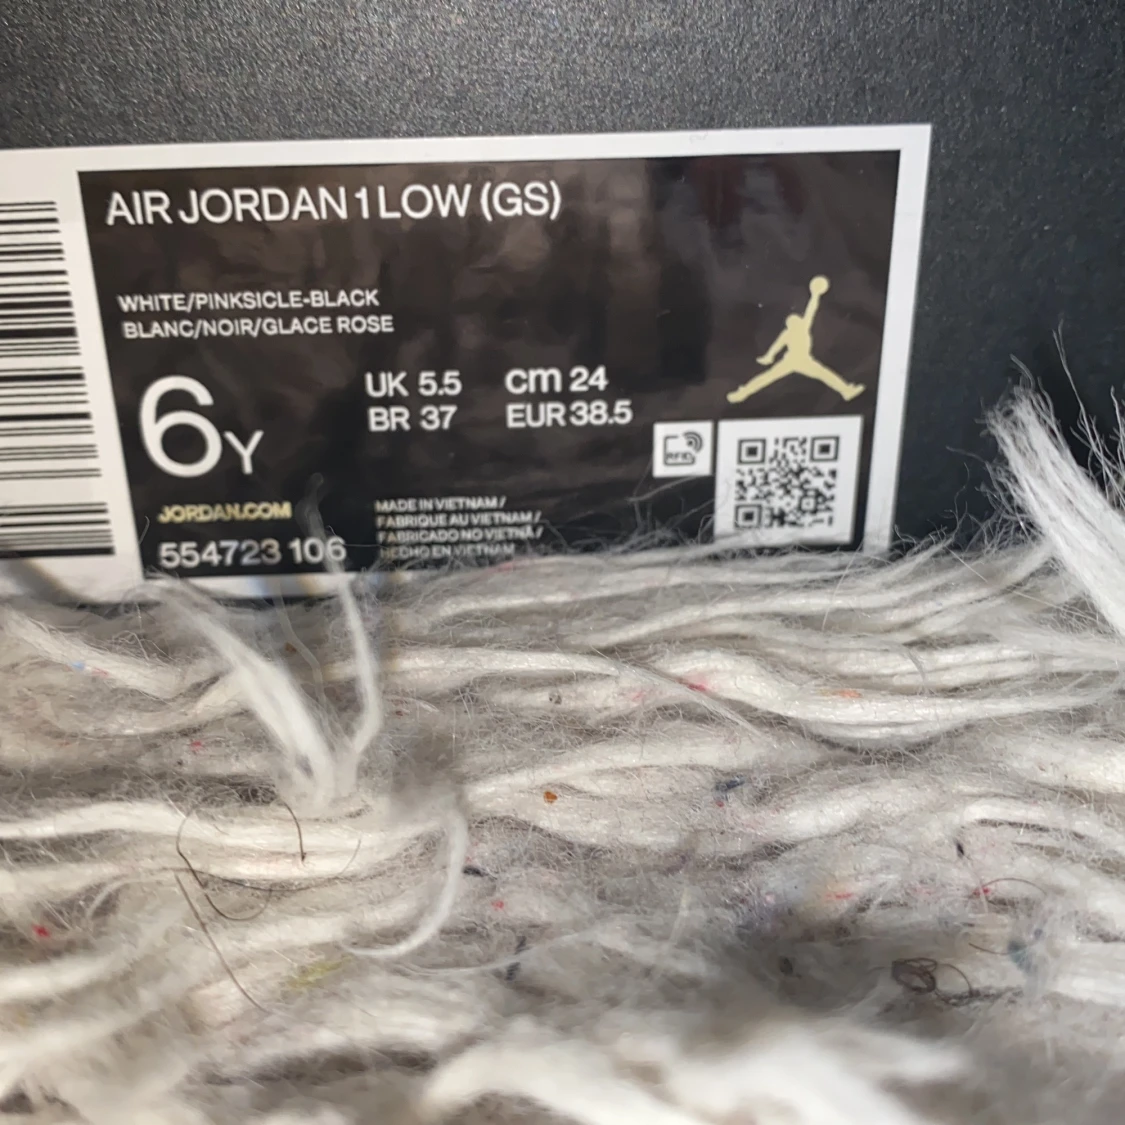 AIR JORDAN 1 LOW (GS)
WHITE/PINKSICLE-BLACK
BLANC/NOIR/GLACE ROSE
6Y
UK 5.5 cm 24
BR 37 EUR 38.5
RFID
JORDAN.COM
554723 106
MADE IN VIETNAM /
FABRIQUE AU VIETNAM /
FABRICADO NO VIETNÃ /
HECHO EN VIETNAM